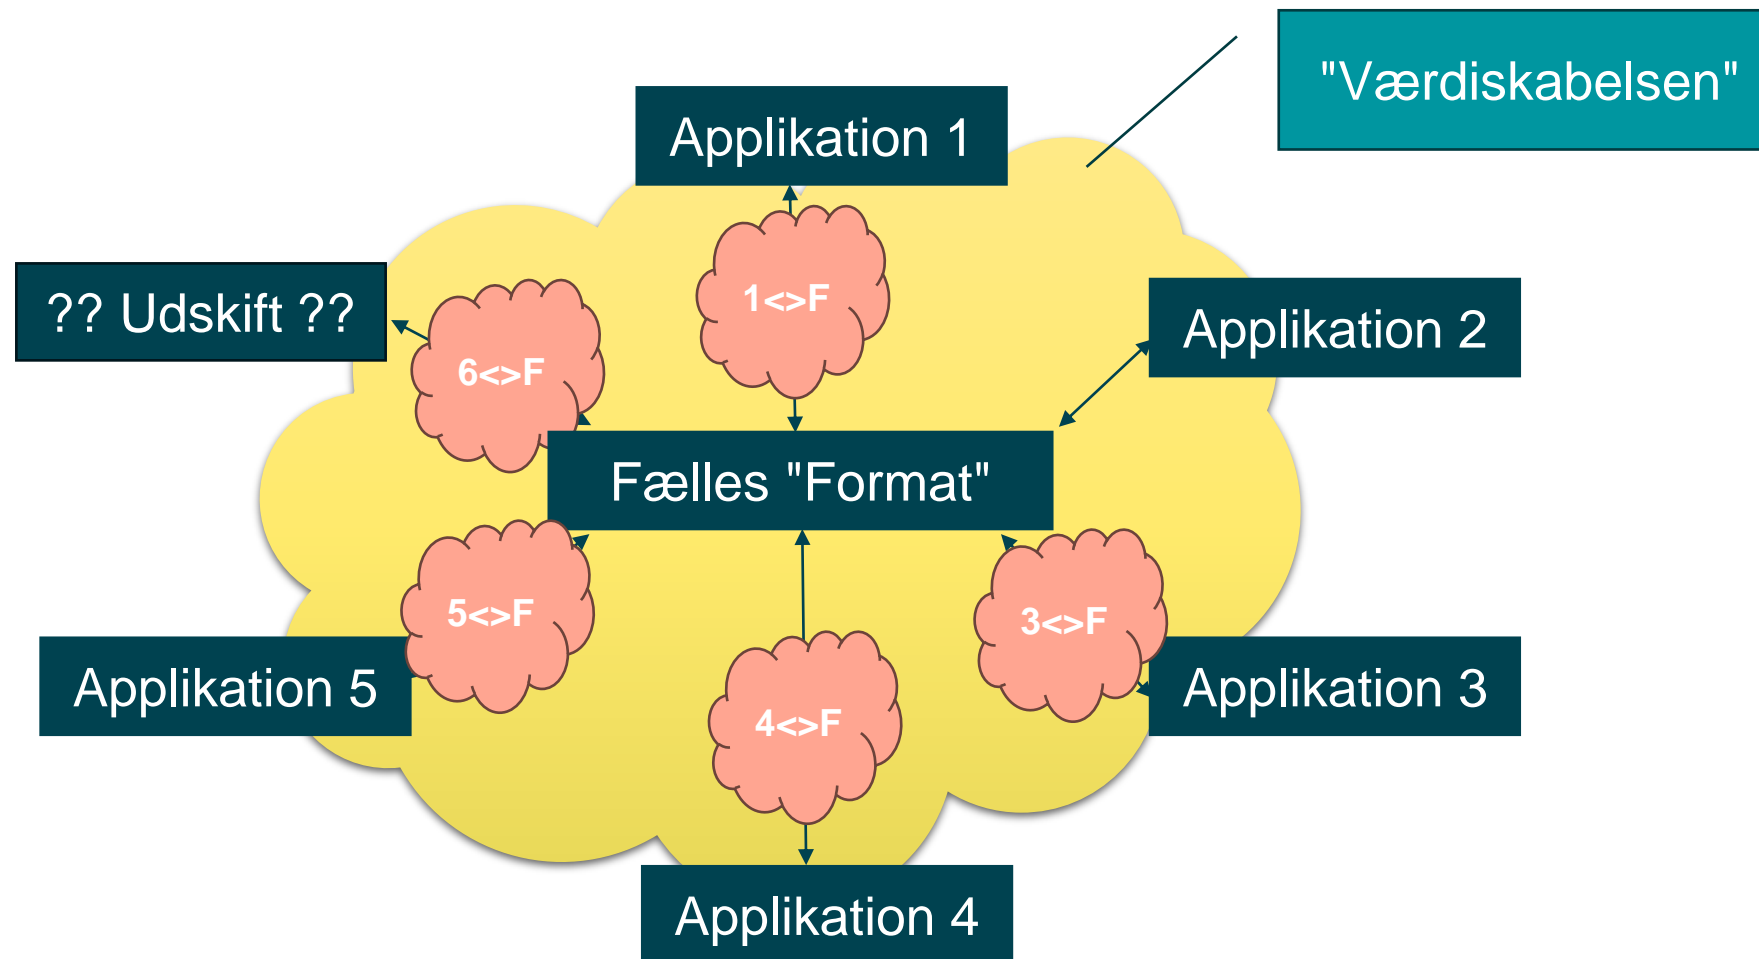 "Værdiskabelsen"
Applikation 1
?? Udskift ??
1<>F
Applikation 2
6<>F
Fælles "Format"
5<>F
3<>F
Applikation 5
4<>F
Applikation 3
Applikation 4